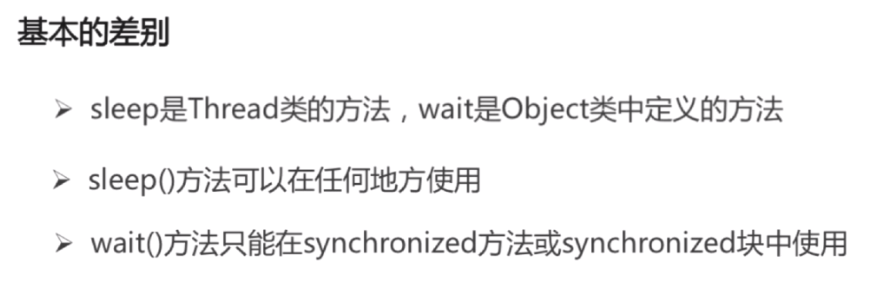 基本的差别
➢ sleep是Thread类的方法，wait是Object类中定义的方法
➢ sleep()方法可以在任何地方使用
➢ wait()方法只能在synchronized方法或synchronized块中使用